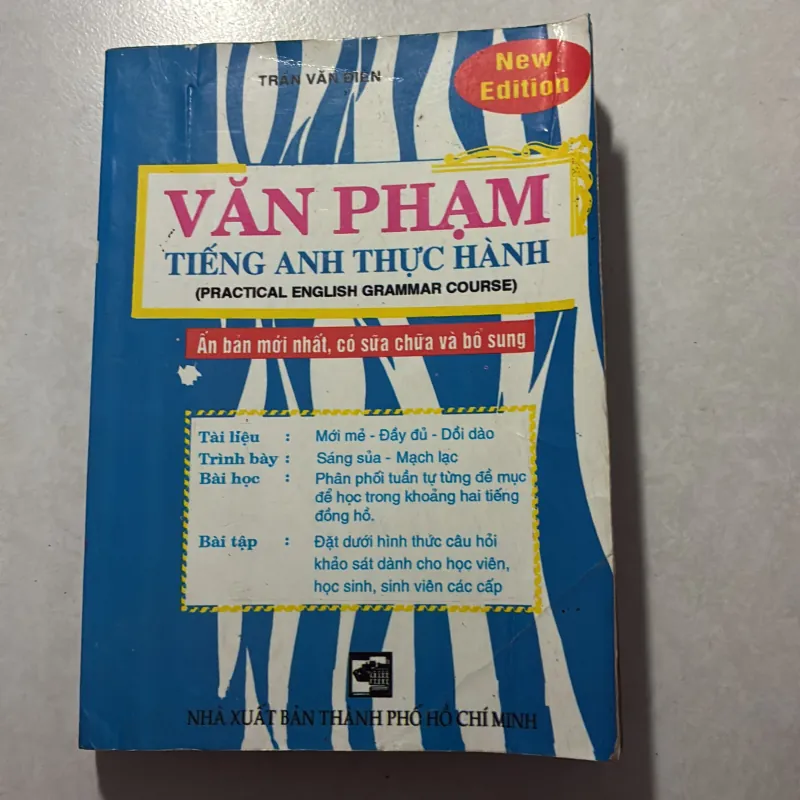 TRẦN VĂN ĐIỀN
New
Edition
VĂN PHẠM
TIẾNG ANH THỰC HÀNH
(PRACTICAL ENGLISH GRAMMAR COURSE)
Ấn bản mới nhất, có sữa chữa và bổ sung
Tài liệu : Mới mẻ - Đầy đủ - Dồi dào
Trình bày : Sáng sủa - Mạch lạc
Bài học : Phân phối tuần tự từng đề mục
để học trong khoảng hai tiếng
đồng hồ.
Bài tập : Đặt dưới hình thức câu hỏi
khảo sát dành cho học viên,
học sinh, sinh viên các cấp
NHÀ XUẤT BẢN THÀNH PHỐ HỒ CHÍ MINH